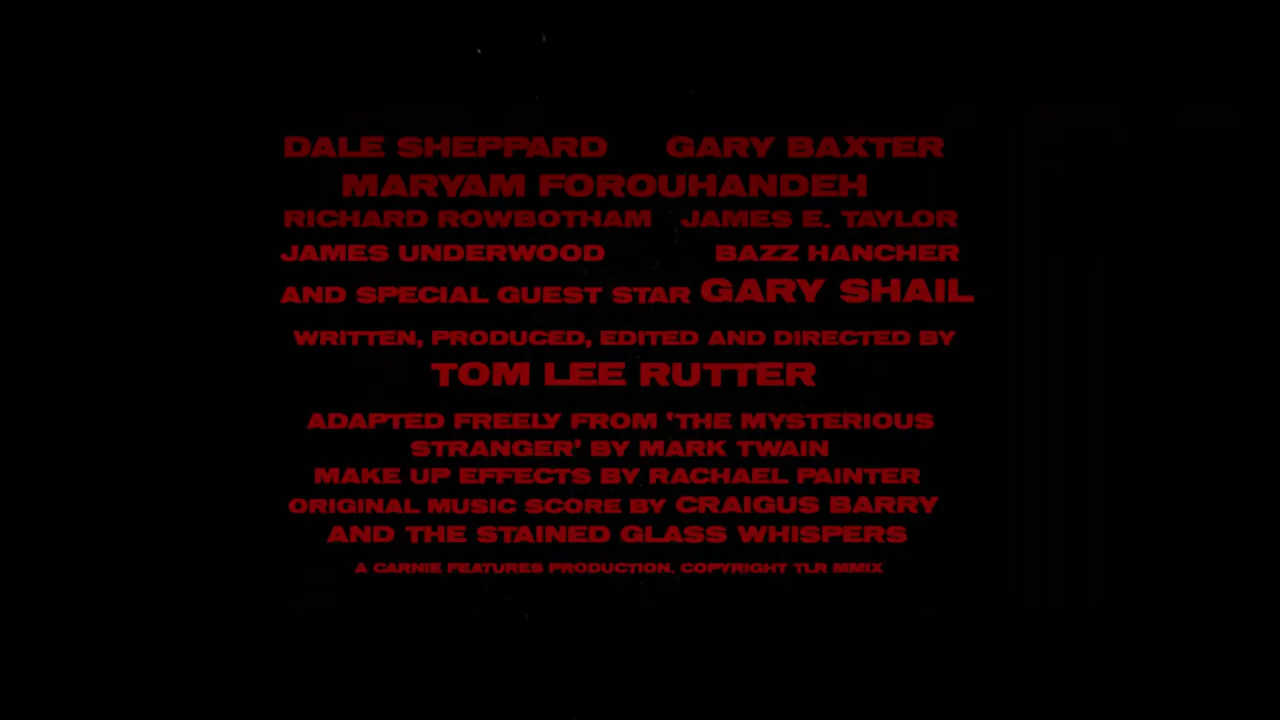 DALE SHEPPARD GARY BAXTER
MARYAM FOROUHANDEH
RICHARD ROWBOTHAM JAMES E. TAYLOR
JAMES UNDERWOOD BAZZ HANCHER
AND SPECIAL GUEST STAR GARY SHAIL
WRITTEN, PRODUCED, EDITED AND DIRECTED BY
TOM LEE RUTTER
ADAPTED FREELY FROM 'THE MYSTERIOUS
STRANGER' BY MARK TWAIN
MAKE UP EFFECTS BY RACHAEL PAINTER
ORIGINAL MUSIC SCORE BY CRAIGUS BARRY
AND THE STAINED GLASS WHISPERS
A CARNIE FEATURES PRODUCTION. COPYRIGHT TLR MMIX